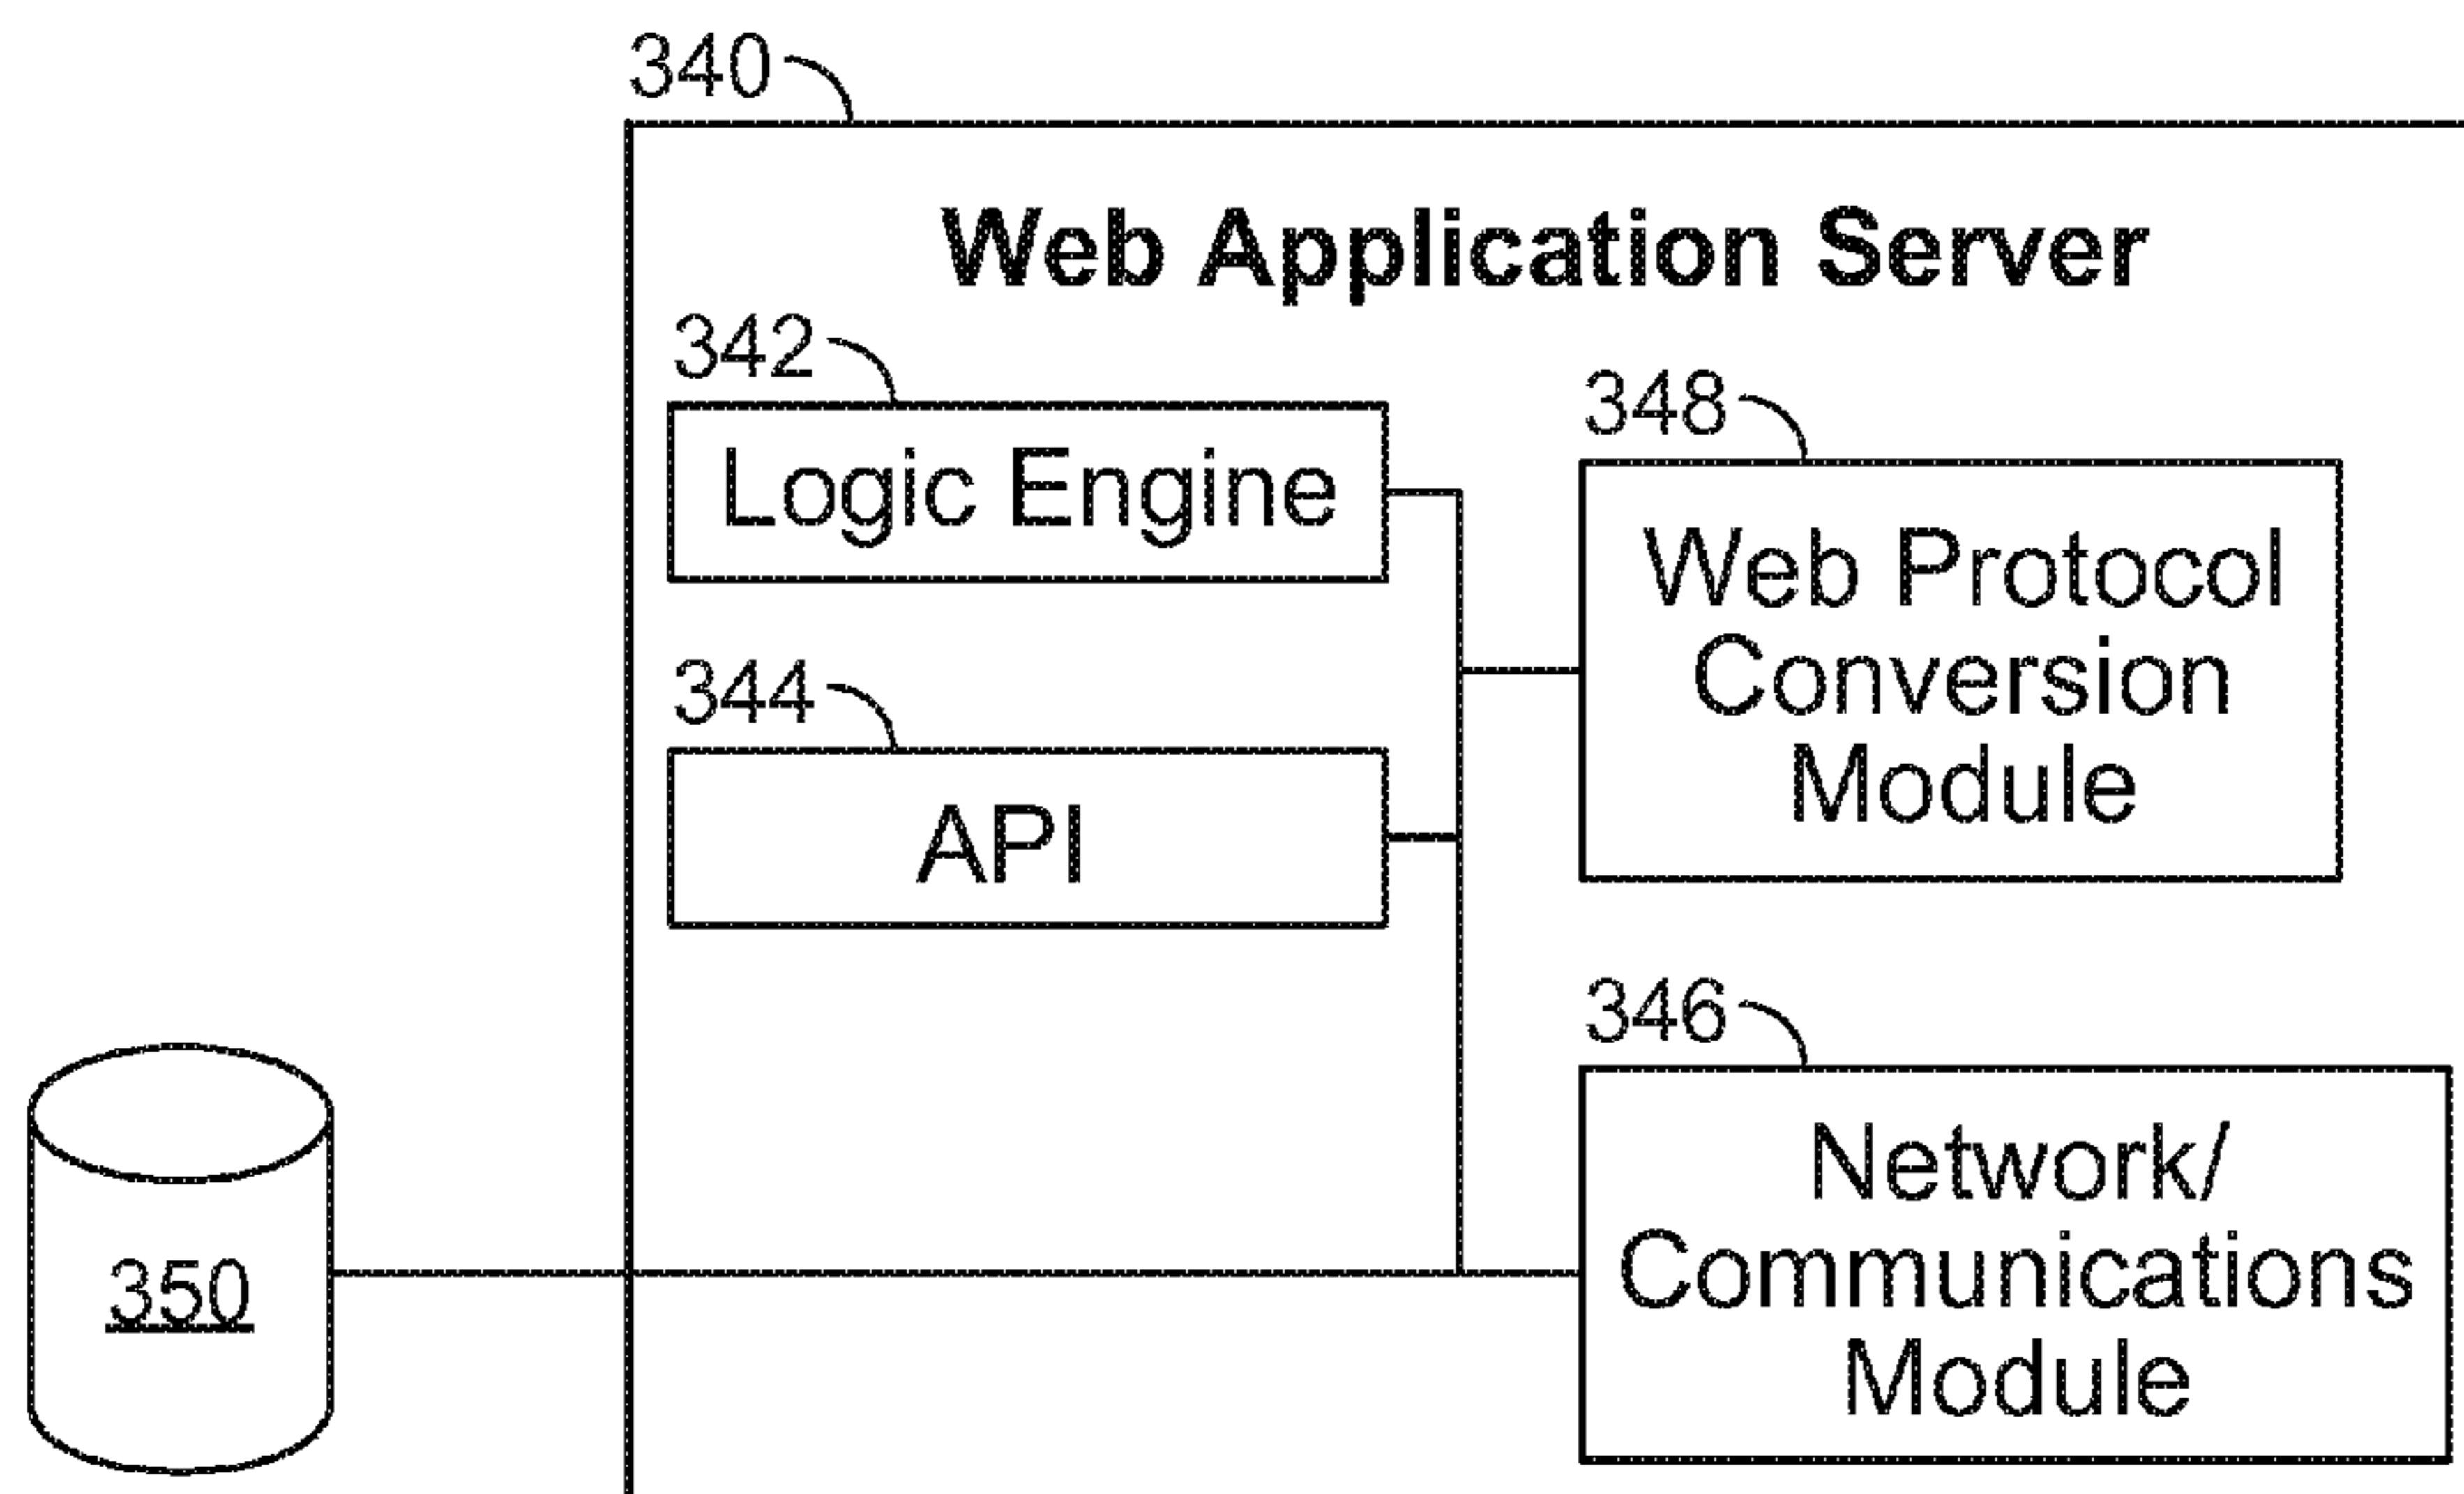 340
Web Application Server
342
Logic Engine
348
Web Protocol
Conversion
Module
344
API
346
Network/
Communications
Module
350